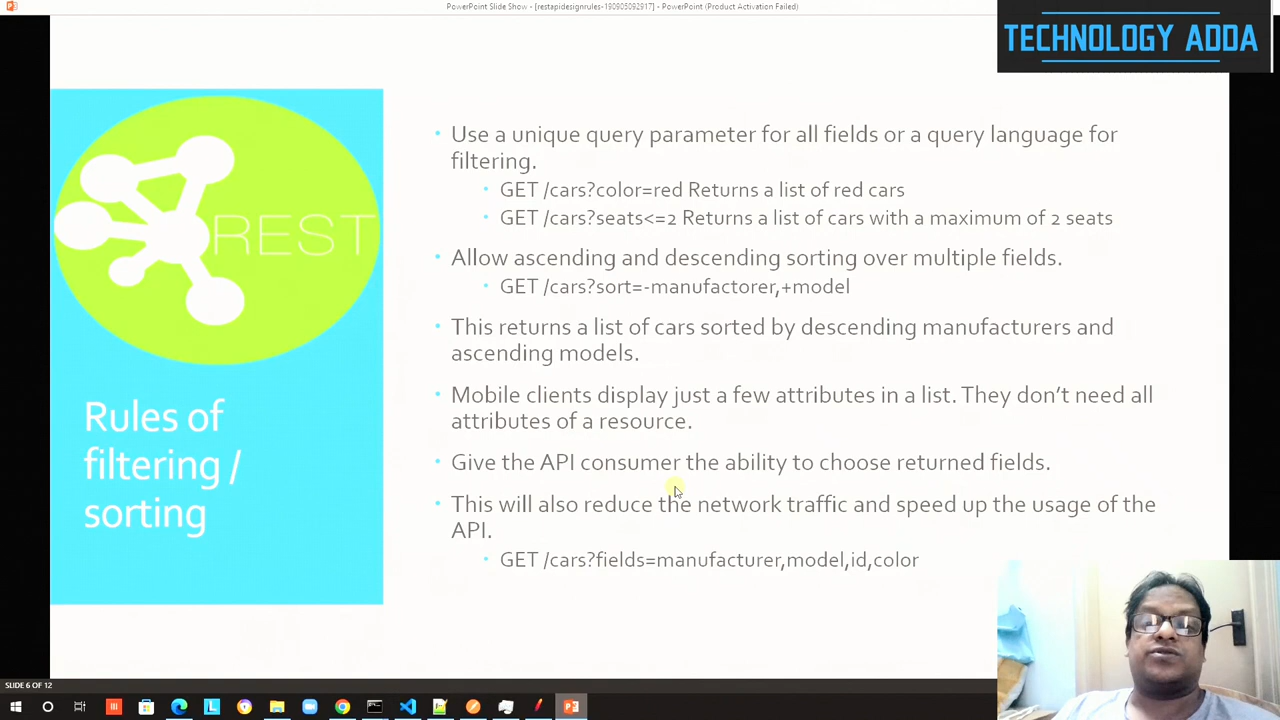 PowerPoint Slide Show - [restapidesignrules-190905092917] - PowerPoint (Product Activation Failed)
TECHNOLOGY ADDA
REST
Rules of
filtering /
sorting
Use a unique query parameter for all fields or a query language for
filtering.
GET /cars?color=red Returns a list of red cars
GET /cars?seats<=2 Returns a list of cars with a maximum of 2 seats
Allow ascending and descending sorting over multiple fields.
GET /cars?sort=-manufactorer,+model
This returns a list of cars sorted by descending manufacturers and
ascending models.
Mobile clients display just a few attributes in a list. They don’t need all
attributes of a resource.
Give the API consumer the ability to choose returned fields.
This will also reduce the network traffic and speed up the usage of the
API.
GET /cars?fields=manufacturer,model,id,color
SLIDE 6 OF 12